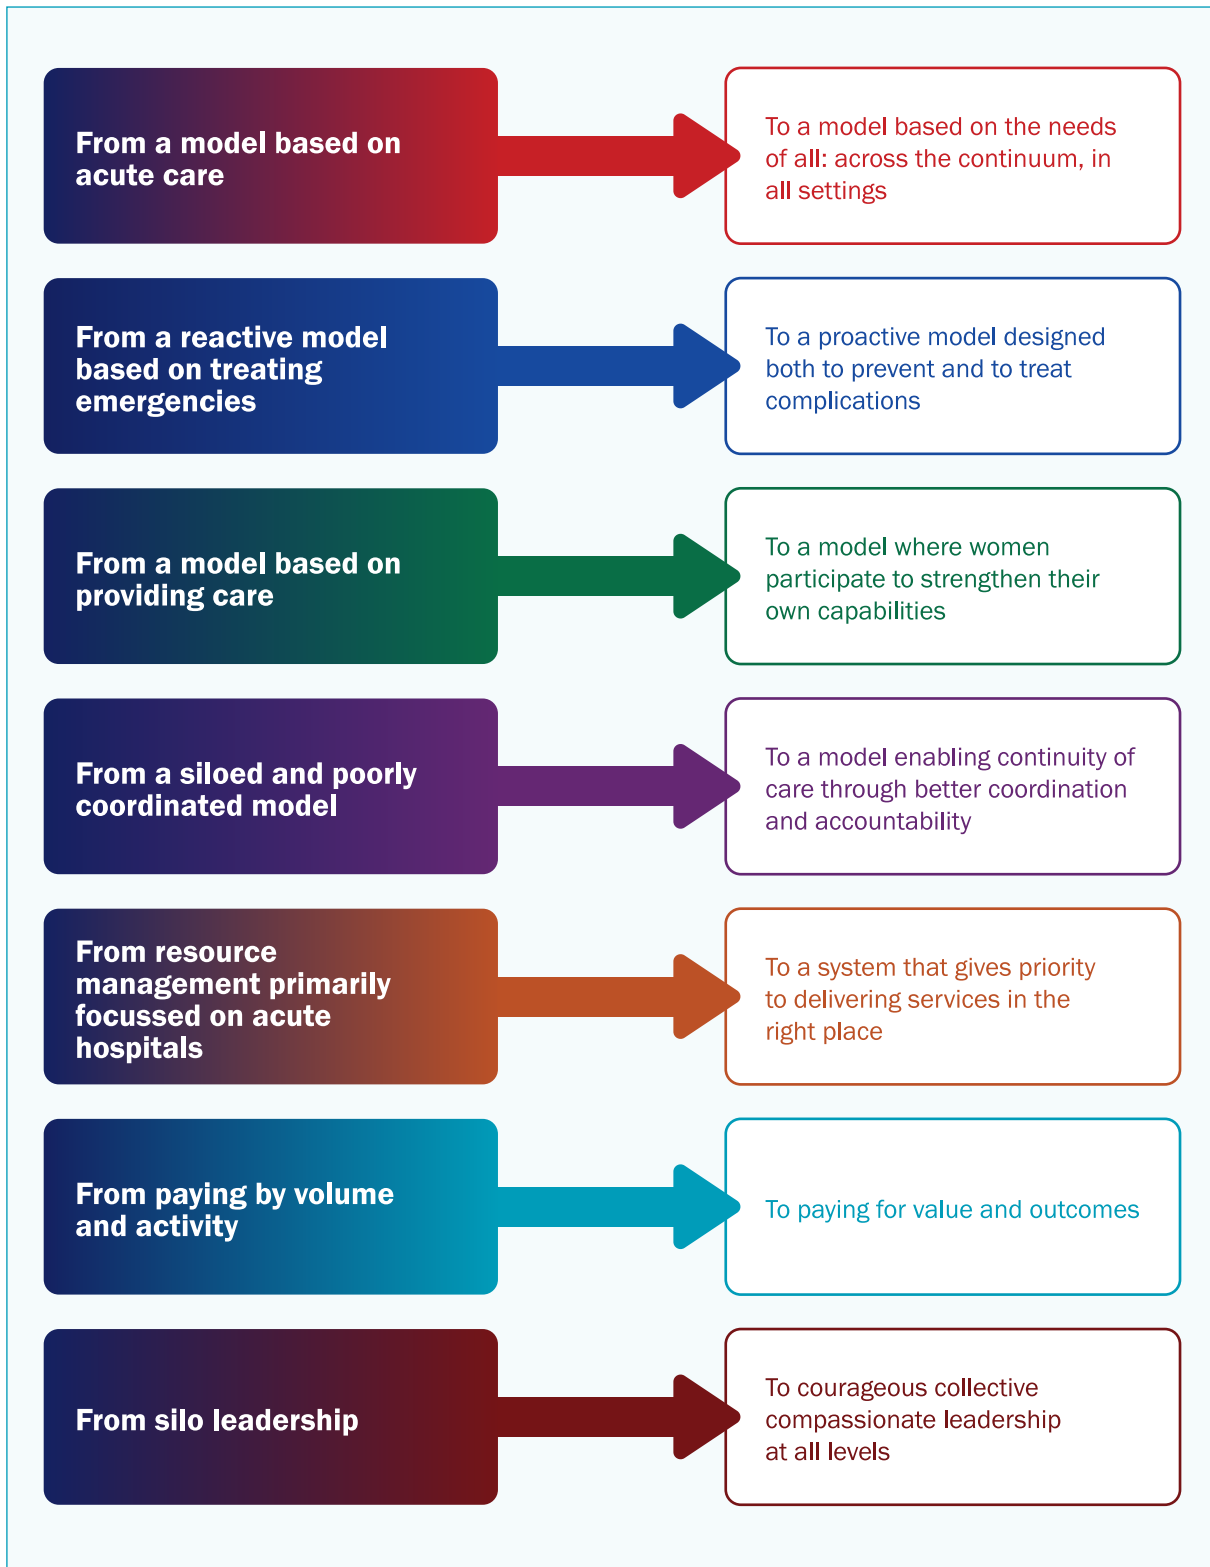 From a model based on
acute care
To a model based on the needs
of all: across the continuum, in
all settings
From a reactive model
based on treating
emergencies
To a proactive model designed
both to prevent and to treat
complications
From a model based on
providing care
To a model where women
participate to strengthen their
own capabilities
From a siloed and poorly
coordinated model
To a model enabling continuity of
care through better coordination
and accountability
From resource
management primarily
focussed on acute
hospitals
To a system that gives priority
to delivering services in the
right place
From paying by volume
and activity
To paying for value and outcomes
From silo leadership
To courageous collective
compassionate leadership
at all levels